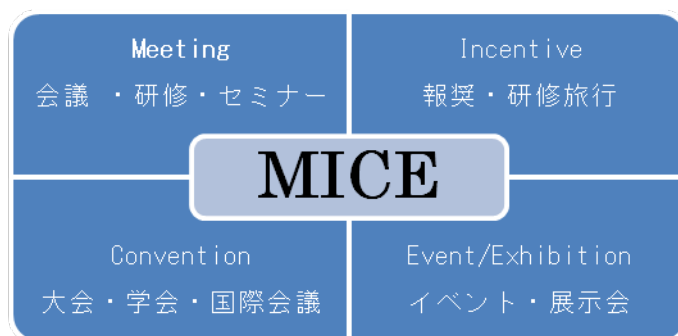 Meeting
会議 ・研修・セミナー
Incentive
報奨・研修旅行
MICE
Convention
大会・学会・国際会議
Event/Exhibition
イベント・展示会